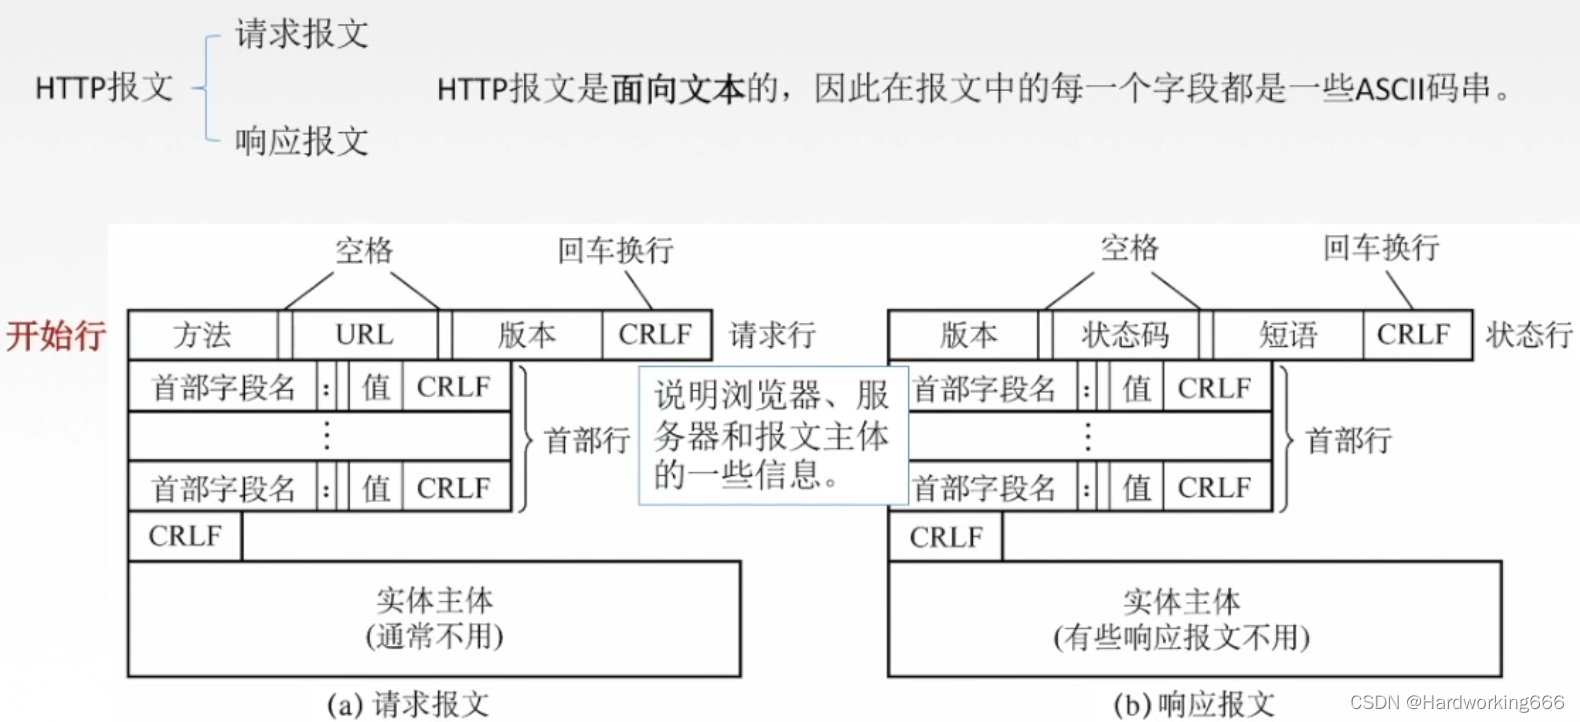 请求报文
HTTP报文
HTTP报文是面向文本的，因此在报文中的每一个字段都是一些ASCII码串。
响应报文
空格
回车换行
开始行
方法 URL 版本 CRLF 请求行
首部字段名 : 值 CRLF
⋮
首部字段名 : 值 CRLF
首部行
CRLF
实体主体
(通常不用)
(a) 请求报文
说明浏览器、服
务器和报文主体
的一些信息。
空格
回车换行
版本 状态码 短语 CRLF 状态行
首部字段名 : 值 CRLF
⋮
首部字段名 : 值 CRLF
首部行
CRLF
实体主体
(有些响应报文不用)
(b) 响应报文
CSDN @Hardworking666